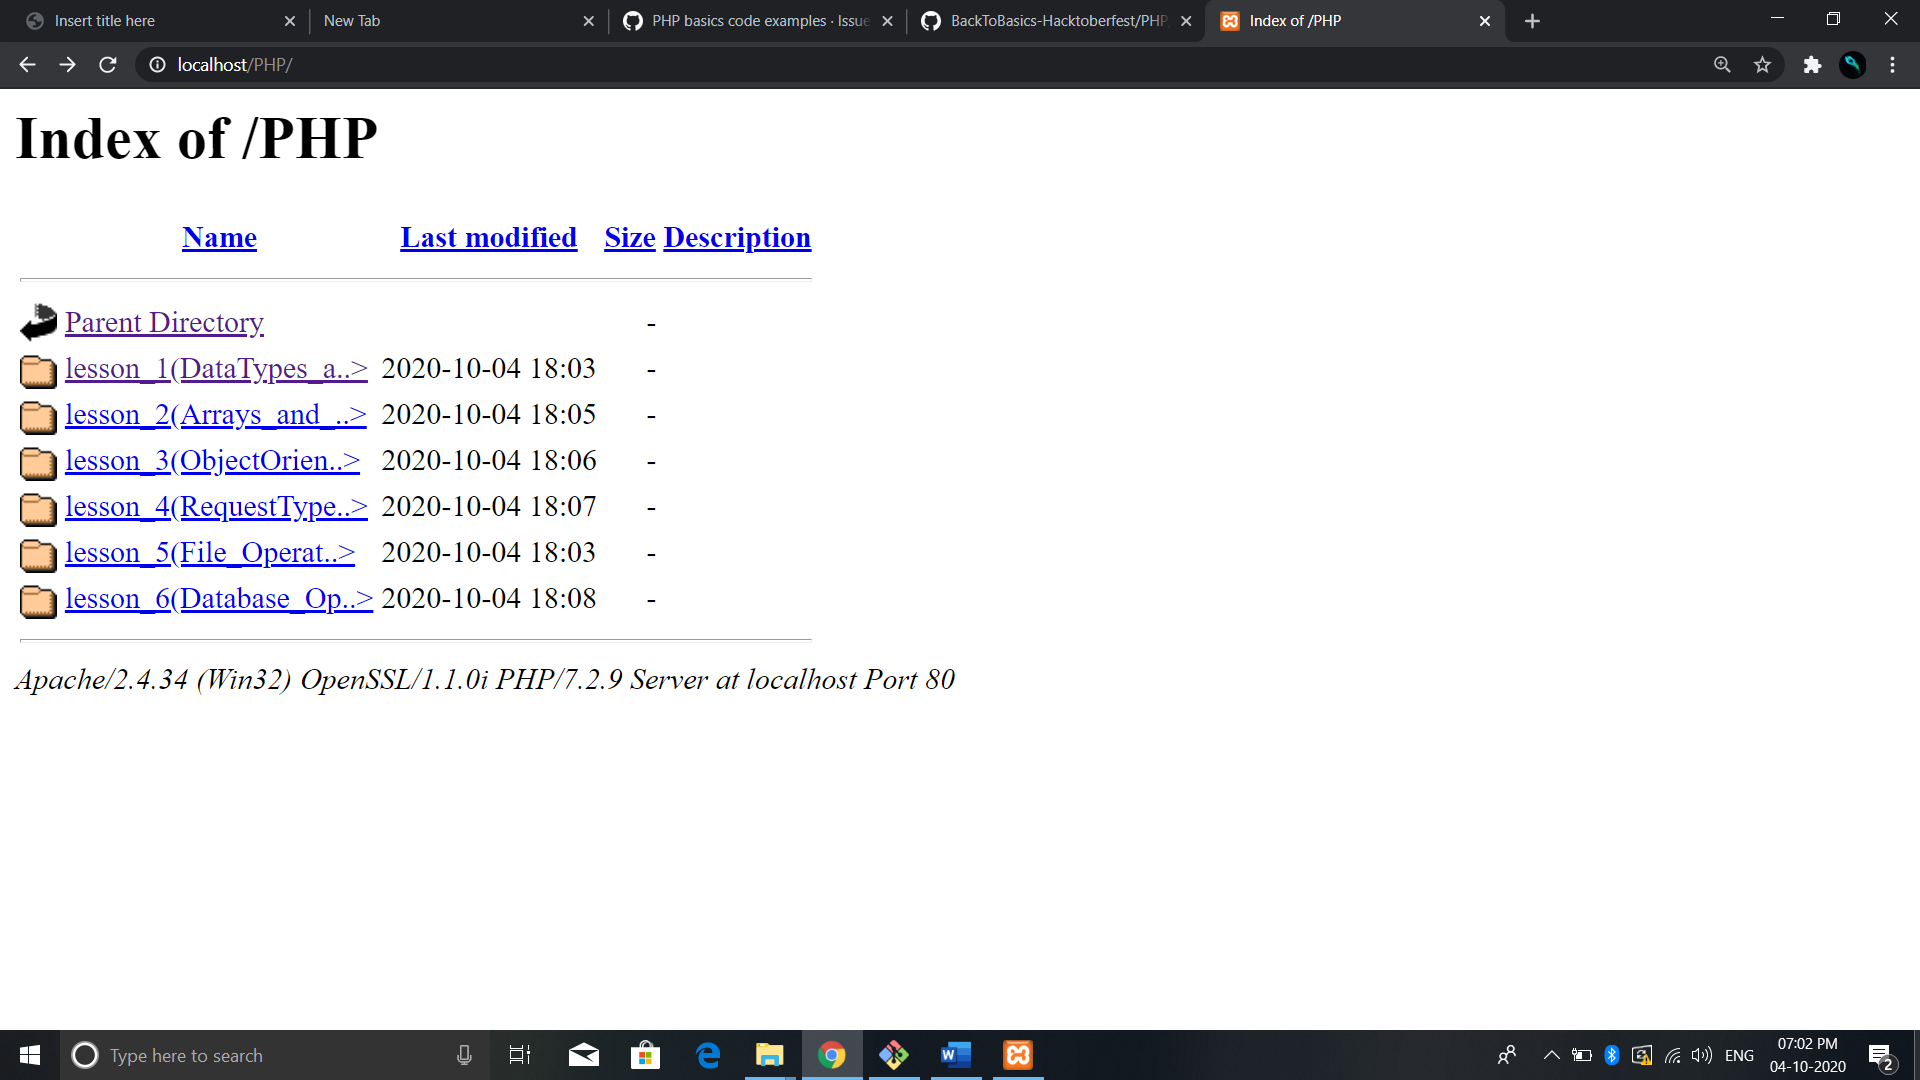 Insert title here
New Tab
PHP basics code examples · Issue
BackToBasics-Hacktoberfest/PHP
Index of /PHP
localhost/PHP/
Index of /PHP
Name Last modified Size Description
Parent Directory -
lesson_1(DataTypes_a..> 2020-10-04 18:03 -
lesson_2(Arrays_and_..> 2020-10-04 18:05 -
lesson_3(ObjectOrien..> 2020-10-04 18:06 -
lesson_4(RequestType..> 2020-10-04 18:07 -
lesson_5(File_Operat..> 2020-10-04 18:03 -
lesson_6(Database_Op..> 2020-10-04 18:08 -
Apache/2.4.34 (Win32) OpenSSL/1.1.0i PHP/7.2.9 Server at localhost Port 80
Type here to search
ENG
07:02 PM
04-10-2020
2